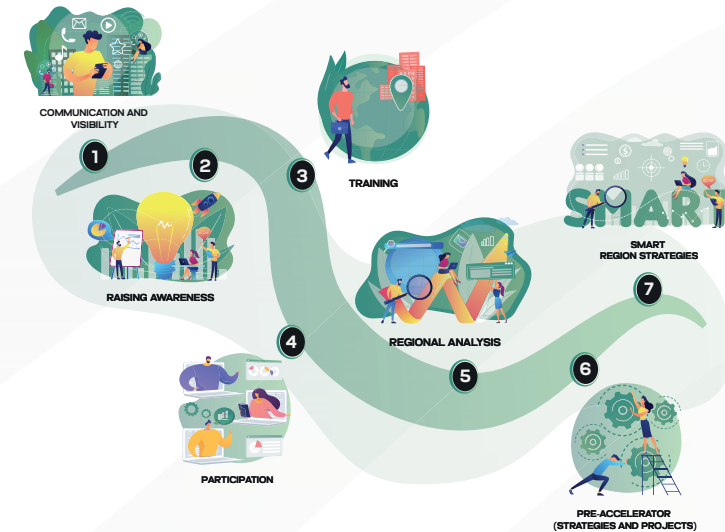 COMMUNICATION AND
VISIBILITY
1
2
RAISING AWARENESS
3
TRAINING
4
PARTICIPATION
REGIONAL ANALYSIS
5
6
PRE-ACCELERATOR
(STRATEGIES AND PROJECTS)
SMART
SMART
REGION STRATEGIES
7